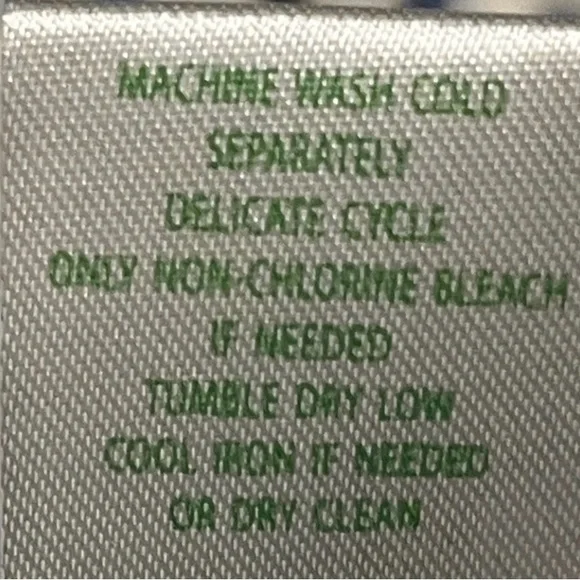 MACHINE WASH COLD
SEPARATELY
DELICATE CYCLE
ONLY NON-CHLORINE BLEACH
IF NEEDED
TUMBLE DRY LOW
COOL IRON IF NEEDED
OR DRY CLEAN